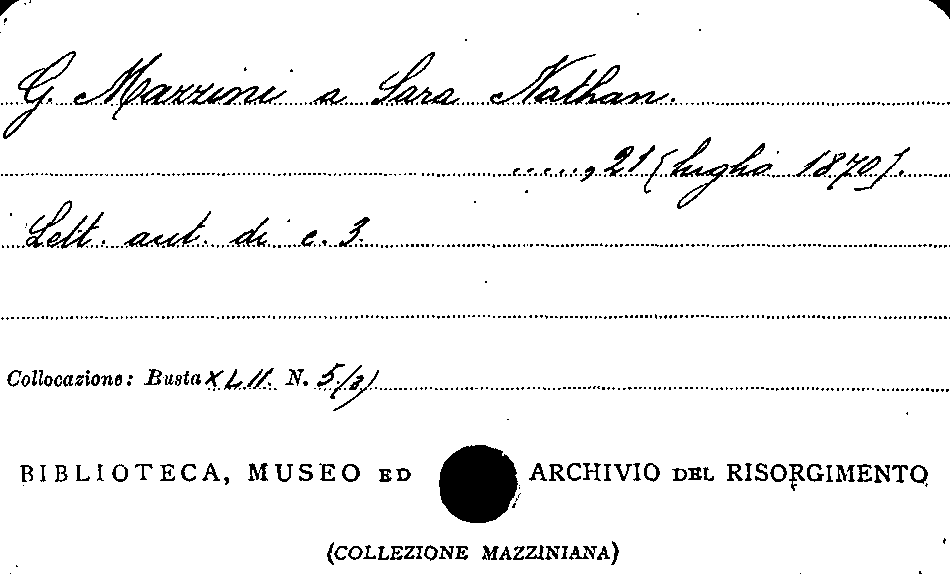 G. Mazzini a Sara Nathan.
....., 21 [luglio 1870].
Lett. aut. di c. 3.
Collocazione: Busta XLII. N. 5/(3)
BIBLIOTECA, MUSEO ED ARCHIVIO DEL RISORGIMENTO
(COLLEZIONE MAZZINIANA)